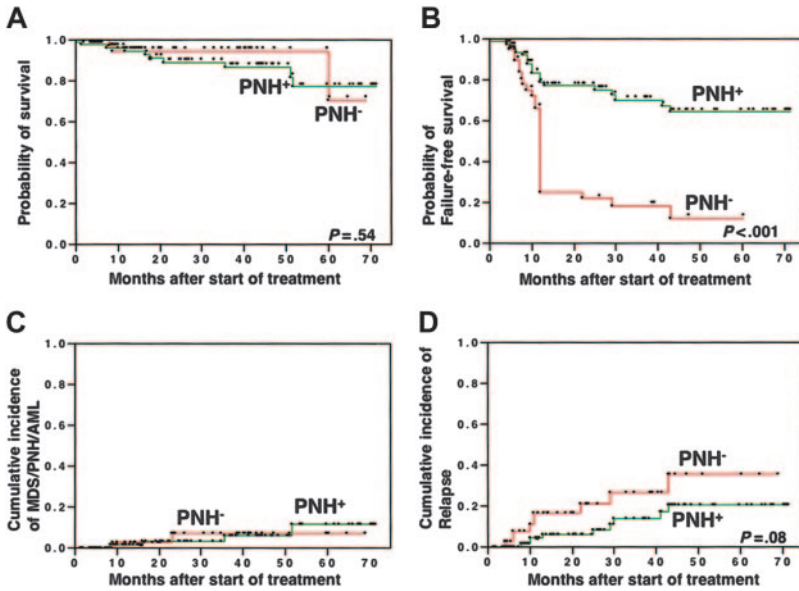 A
Probability of survival
1.0
0.8
0.6
0.4
0.2
0.0
PNH+
PNH-
P=.54
0 10 20 30 40 50 60 70
Months after start of treatment
B
Probability of
Failure-free survival
1.0
0.8
0.6
0.4
0.2
0.0
PNH+
PNH-
P<.001
0 10 20 30 40 50 60 70
Months after start of treatment
C
Cumulative incidence
of MDS/PNH/AML
1.0
0.8
0.6
0.4
0.2
0.0
PNH-
PNH+
0 10 20 30 40 50 60 70
Months after start of treatment
D
Cumulative incidence of
Relapse
1.0
0.8
0.6
0.4
0.2
0.0
PNH-
PNH+
P=.08
0 10 20 30 40 50 60 70
Months after start of treatment